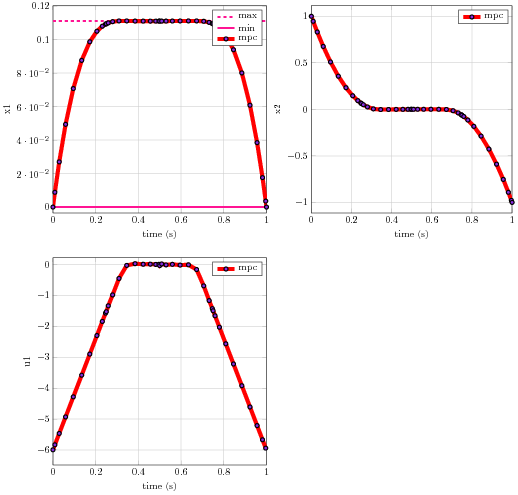 0.12
0.1
8 · 10⁻²
6 · 10⁻²
4 · 10⁻²
2 · 10⁻²
0
x1
0 0.2 0.4 0.6 0.8 1
time (s)
max
min
mpc
1
0.5
0
−0.5
−1
x2
0 0.2 0.4 0.6 0.8 1
time (s)
mpc
0
−1
−2
−3
−4
−5
−6
u1
0 0.2 0.4 0.6 0.8 1
time (s)
mpc